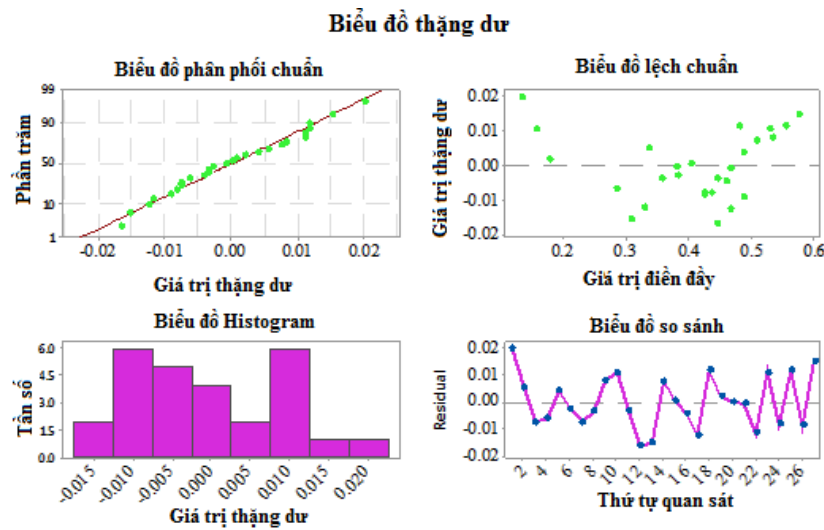 Biểu đồ thặng dư
Biểu đồ phân phối chuẩn
99
90
50
10
1
Phần trăm
-0.02 -0.01 0.00 0.01 0.02
Giá trị thặng dư
Biểu đồ lệch chuẩn
0.02
0.01
0.00
-0.01
-0.02
Giá trị thặng dư
0.2 0.3 0.4 0.5 0.6
Giá trị điền đầy
Biểu đồ Histogram
6.0
4.5
3.0
1.5
0.0
Tần số
-0.015 -0.010 -0.005 0.000 0.005 0.010 0.015 0.020
Giá trị thặng dư
Biểu đồ so sánh
0.02
0.01
0.00
-0.01
-0.02
Residual
2 4 6 8 10 12 14 16 18 20 22 24 26
Thứ tự quan sát